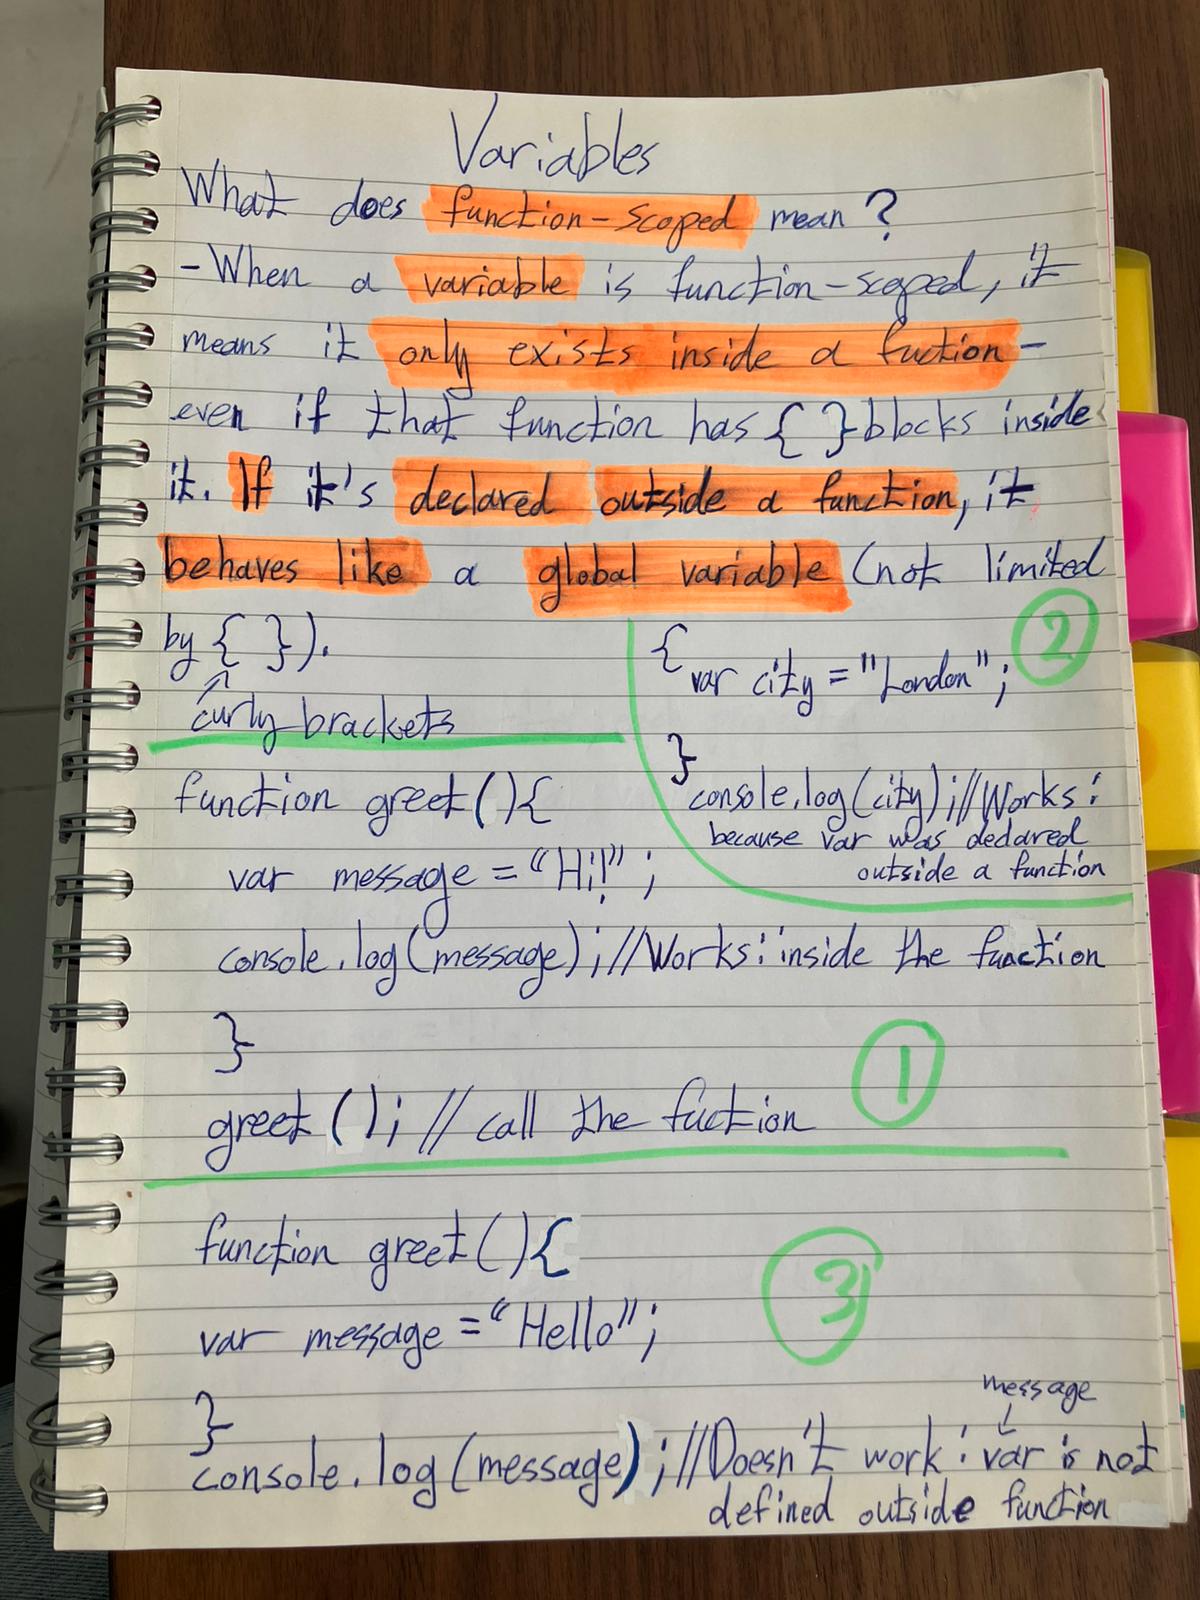 Variables
What does function-scoped mean?
-When a variable is function-scoped, it
means it only exists inside a fuction-
even if that function has { } blocks inside
it. If it's declared outside a function, it
behaves like a global variable (not limited
by { }).
curly brackets
{
var city = "London";
2
}
console.log(city);//Works:
because var was declared
outside a function
function greet(){
var message = "Hi!";
console.log(message);//Works: inside the function
}
1
greet(); // call the fuction
function greet(){
3
var message = "Hello";
}
message
console.log(message);//Doesn't work: var is not
defined outside function